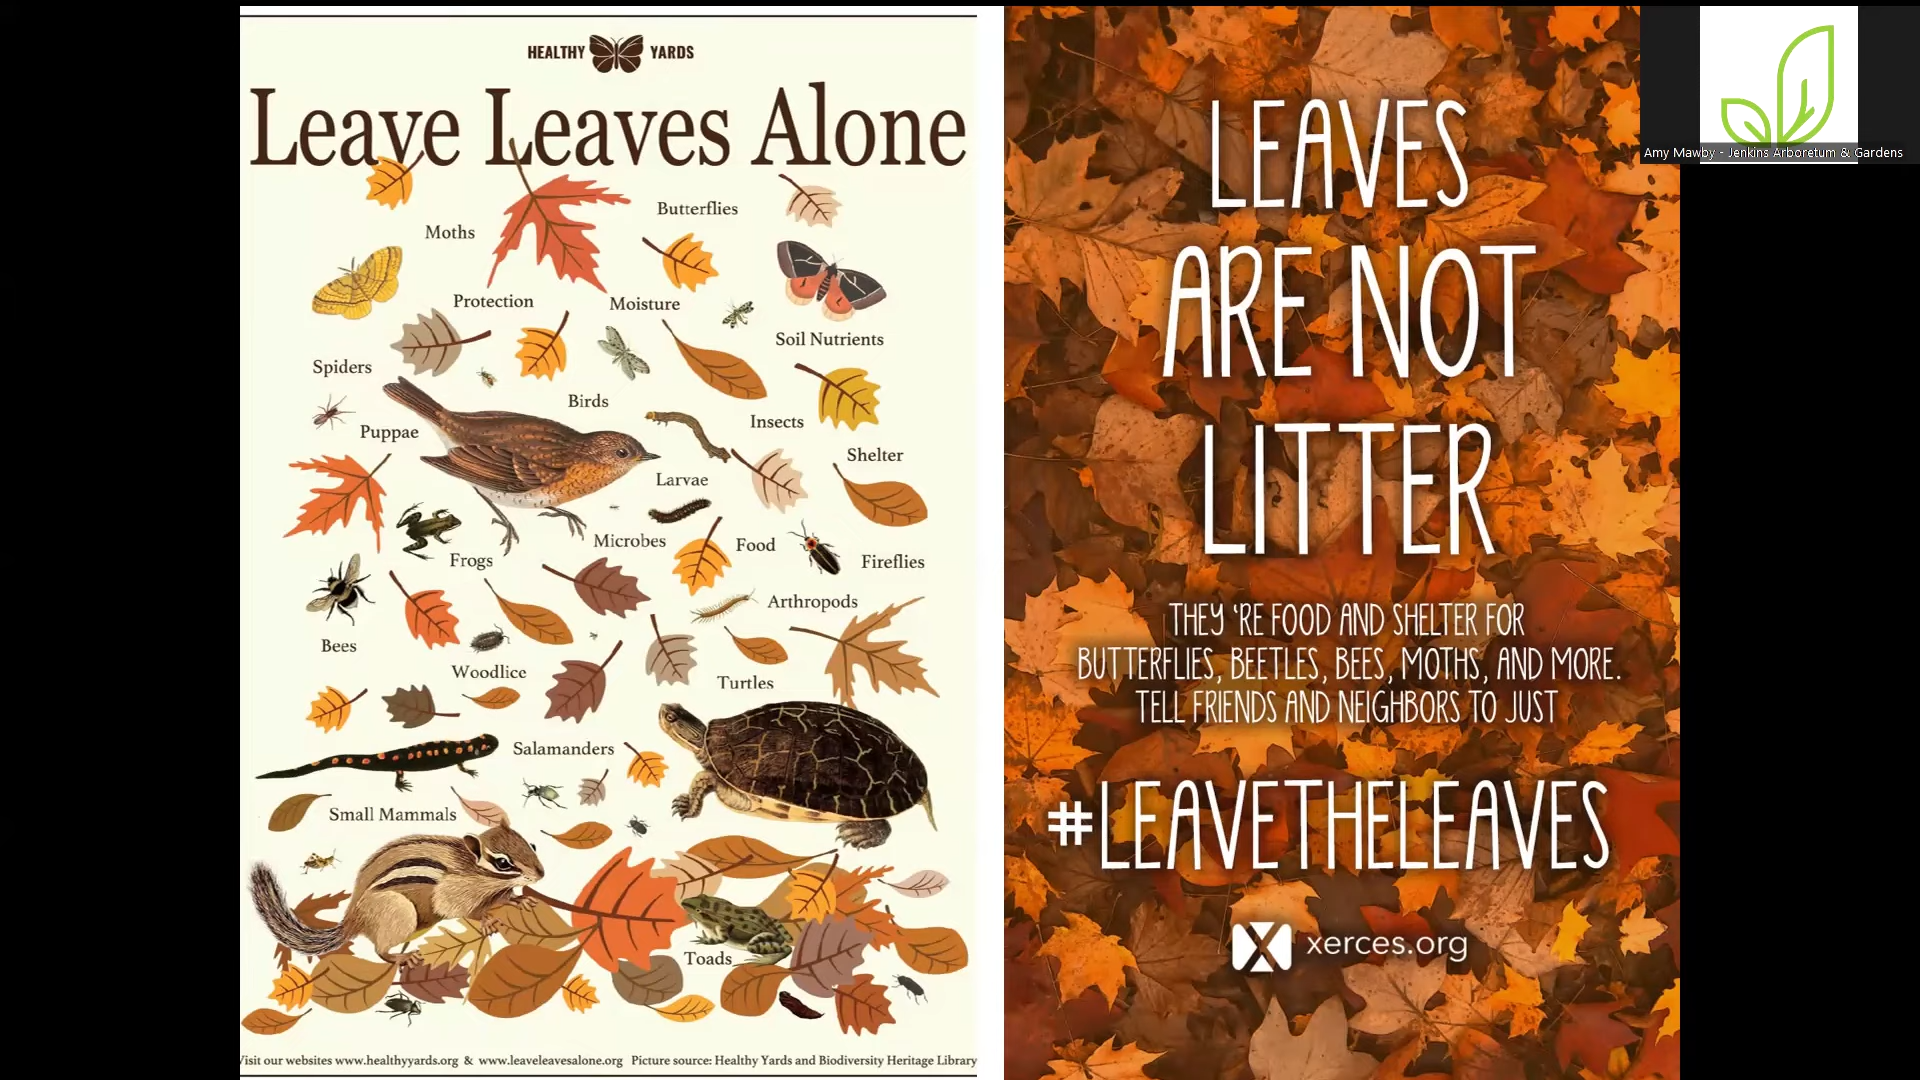 HEALTHY YARDS
Leave Leaves Alone
Butterflies
Moths
Protection
Moisture
Soil Nutrients
Spiders
Birds
Insects
Puppae
Shelter
Larvae
Microbes
Food
Frogs
Fireflies
Arthropods
Bees
Woodlice
Turtles
Salamanders
Small Mammals
Toads
Visit our websites www.healthyyards.org & www.leaveleavesalone.org Picture source: Healthy Yards and Biodiversity Heritage Library
LEAVES
ARE NOT
LITTER
THEY 'RE FOOD AND SHELTER FOR
BUTTERFLIES, BEETLES, BEES, MOTHS, AND MORE.
TELL FRIENDS AND NEIGHBORS TO JUST
#LEAVETHELEAVES
xerces.org
Amy Mawby - Jenkins Arboretum & Gardens